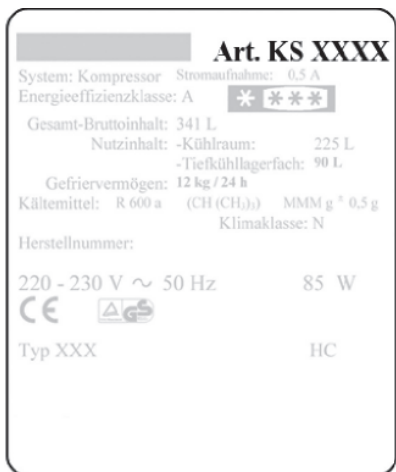 Art. KS XXXX
System: Kompressor Stromaufnahme: 0,5 A
Energieeffizienzklasse: A
Gesamt-Bruttoinhalt: 341 L
Nutzinhalt: -Kühlraum: 225 L
-Tiefkühllagerfach: 90 L
Gefriervermögen: 12 kg / 24 h
Kältemittel: R 600 a (CH (CH₃)₃) MMM g ± 0,5 g
Klimaklasse: N
Herstellnummer:
220 - 230 V ~ 50 Hz 85 W
CE GS
Typ XXX HC